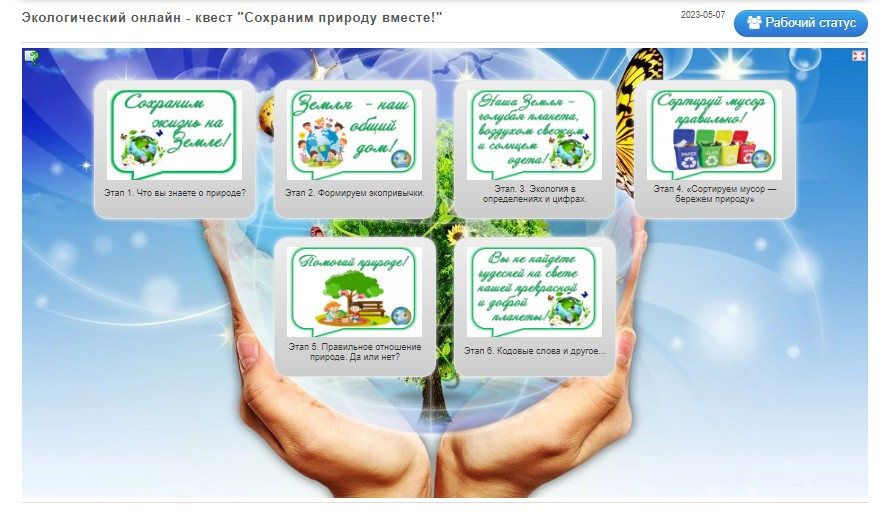 Экологический онлайн - квест "Сохраним природу вместе!"
2023-05-07
Рабочий статус
Сохраним
жизнь на
Земле!
Этап 1. Что вы знаете о природе?
Земля - наш
общий
дом!
Этап 2. Формируем экопривычки.
Наша Земля –
голубая планета,
воздухом свежим
и солнцем
одета!
Этап. 3. Экология в
определениях и цифрах.
Сортируй мусор
правильно!
PAPER
GLASS
Этап 4. «Сортируем мусор —
бережем природу»
Помогай природе!
Этап 5. Правильное отношение
природе. Да или нет?
Вы не найдёте
чудесней на свете
нашей прекрасной
и доброй
планеты!
Этап 6. Кодовые слова и другое...